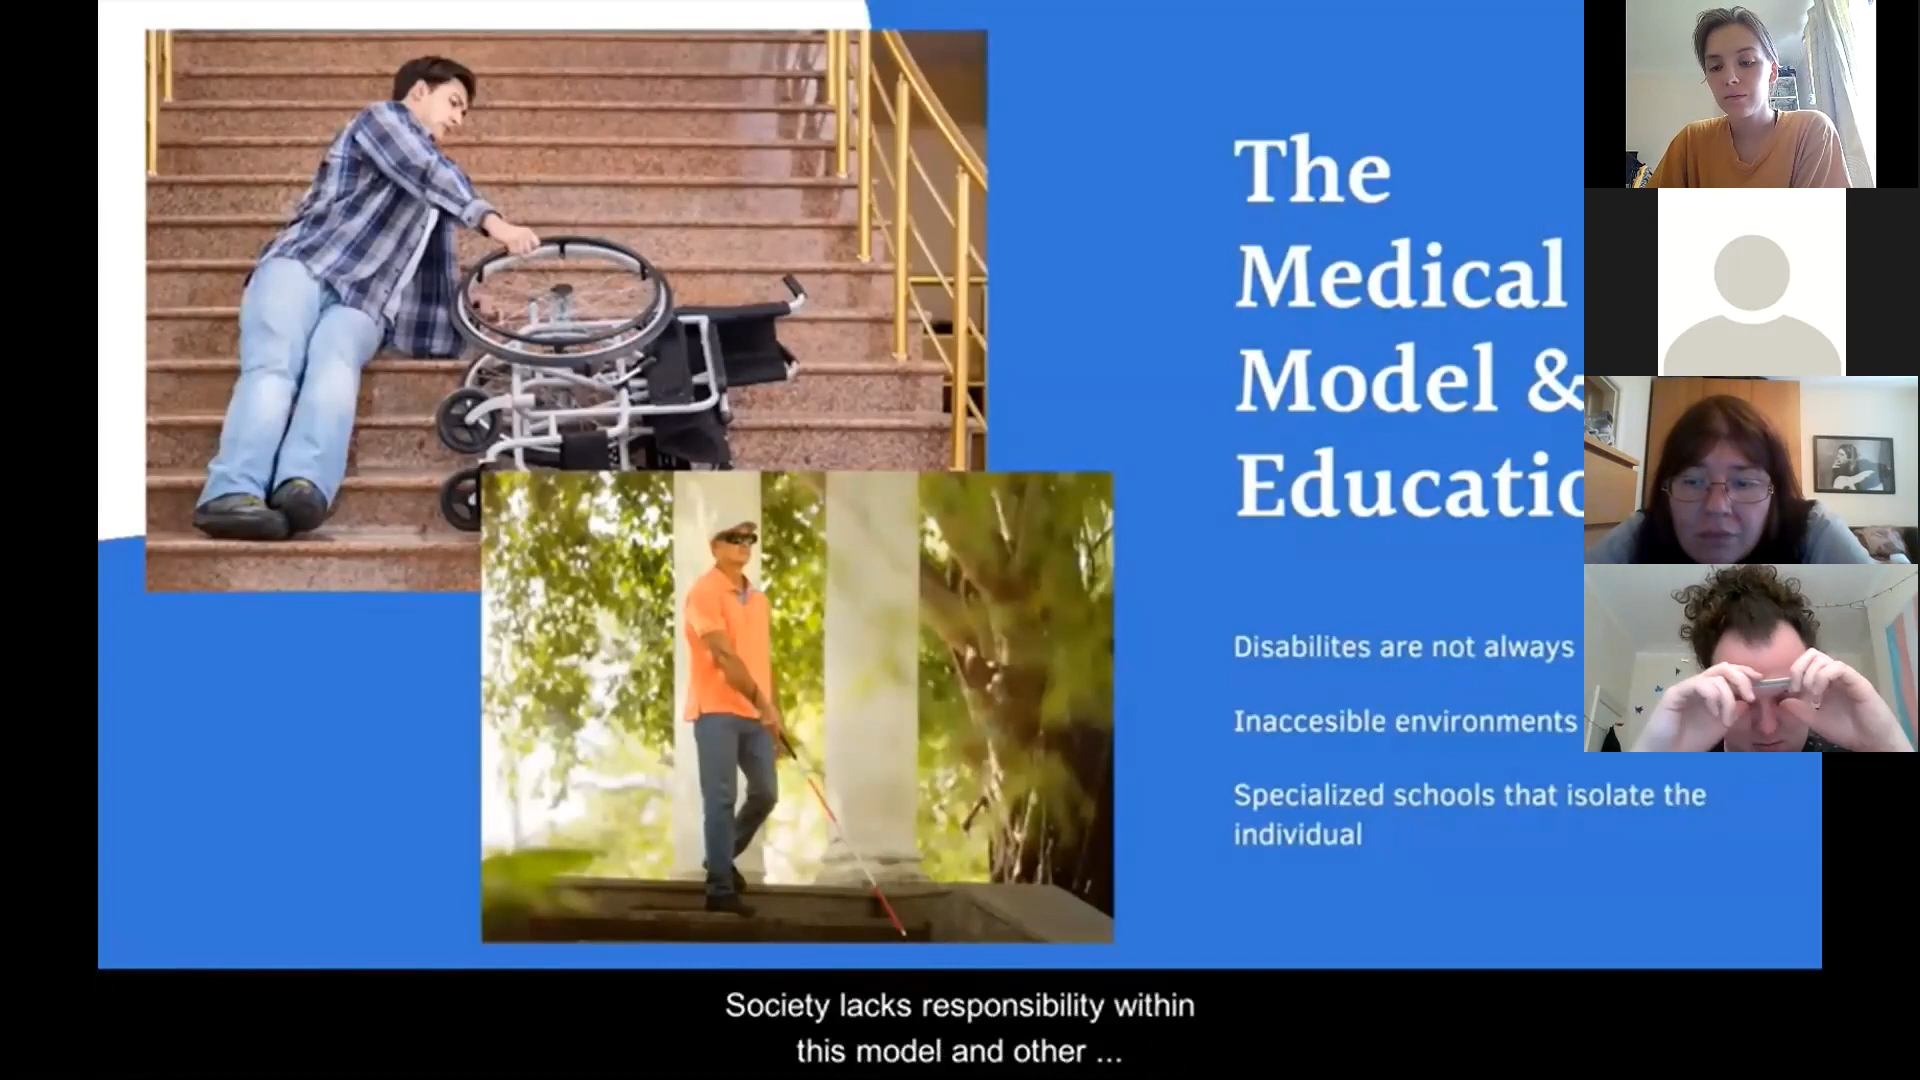 The
Medical
Model &
Educatio
Disabilites are not always
Inaccesible environments
Specialized schools that isolate the
individual
Society lacks responsibility within
this model and other ...